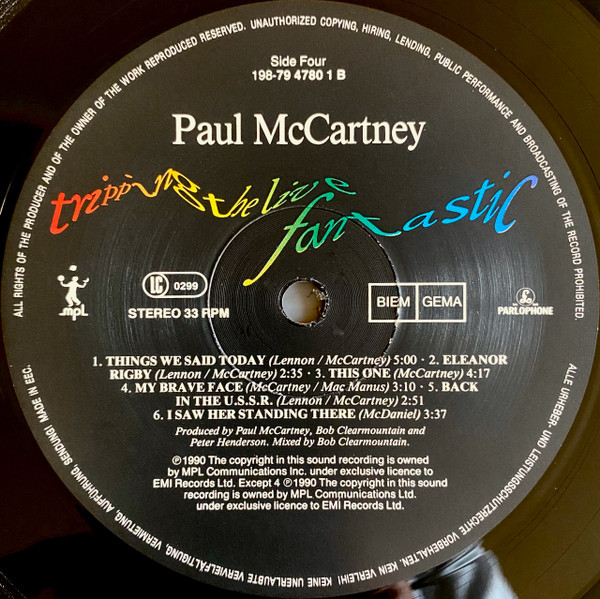 ALL RIGHTS OF THE PRODUCER AND OF THE OWNER OF THE WORK REPRODUCED RESERVED. UNAUTHORIZED COPYING, HIRING, LENDING, PUBLIC PERFORMANCE AND BROADCASTING OF THE RECORD PROHIBITED.
Side Four
198-79 4780 1 B
Paul McCartney
tripping the live
fantastic
mpL
LC 0299
STEREO 33 RPM
BIEM GEMA
PARLOPHONE
1. THINGS WE SAID TODAY (Lennon / McCartney) 5:00 · 2. ELEANOR
RIGBY (Lennon / McCartney) 2:35 · 3. THIS ONE (McCartney) 4:17
4. MY BRAVE FACE (McCartney / Mac Manus) 3:10 · 5. BACK
IN THE U.S.S.R. (Lennon / McCartney) 2:51
6. I SAW HER STANDING THERE (McDaniel) 3:37
Produced by Paul McCartney, Bob Clearmountain and
Peter Henderson, Mixed by Bob Clearmountain.
℗1990 The copyright in this sound recording is owned
by MPL Communications Inc. under exclusive licence to
EMI Records Ltd. Except 4 ℗1990 The copyright in this sound
recording is owned by MPL Communications Ltd.
under exclusive licence to EMI Records Ltd.
ALLE URHEBER- UND LEISTUNGSSCHUTZRECHTE VORBEHALTEN. KEIN VERLEIH! KEINE UNERLAUBTE VERVIELFÄLTIGUNG, VERMIETUNG, AUFFÜHRUNG, SENDUNG! MADE IN EEC.